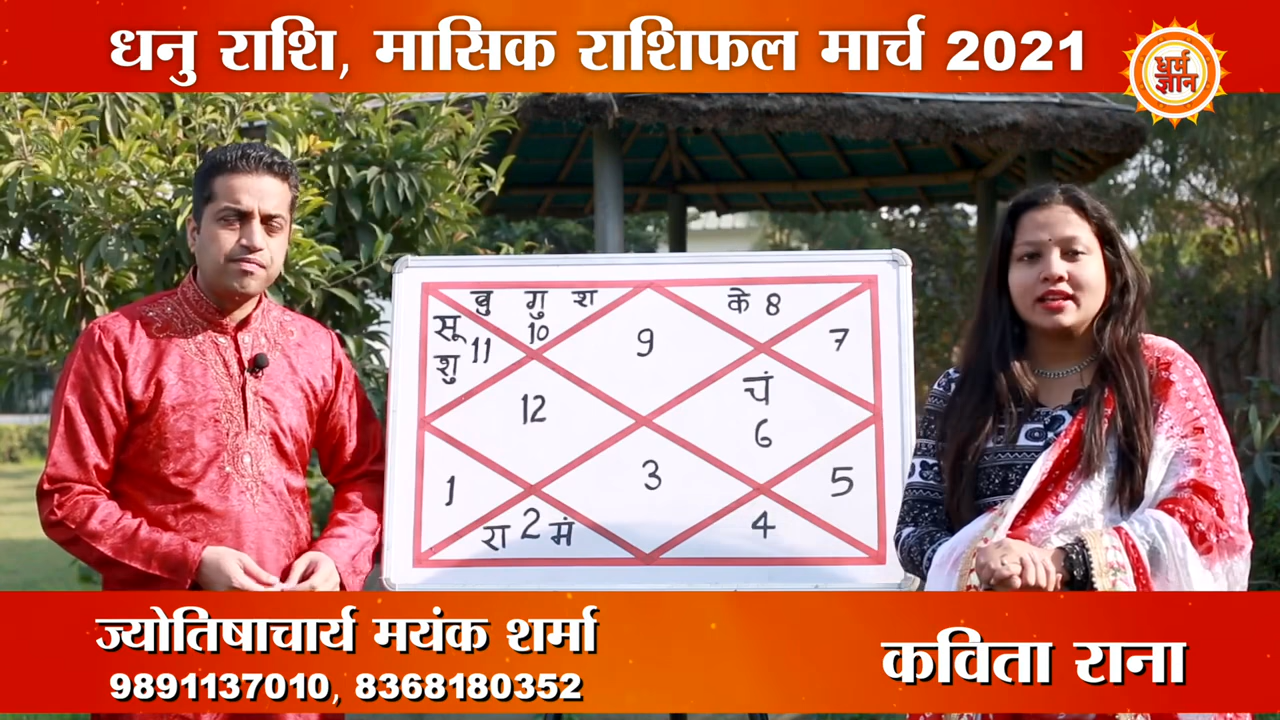 धनु राशि, मासिक राशिफल मार्च 2021
धर्म
ज्ञान
बु गु श
के 8
सू
10
11
9
7
शु
12
चं
6
1
3
5
रा 2 मं
4
ज्योतिषाचार्य मयंक शर्मा
9891137010, 8368180352
कविता राना